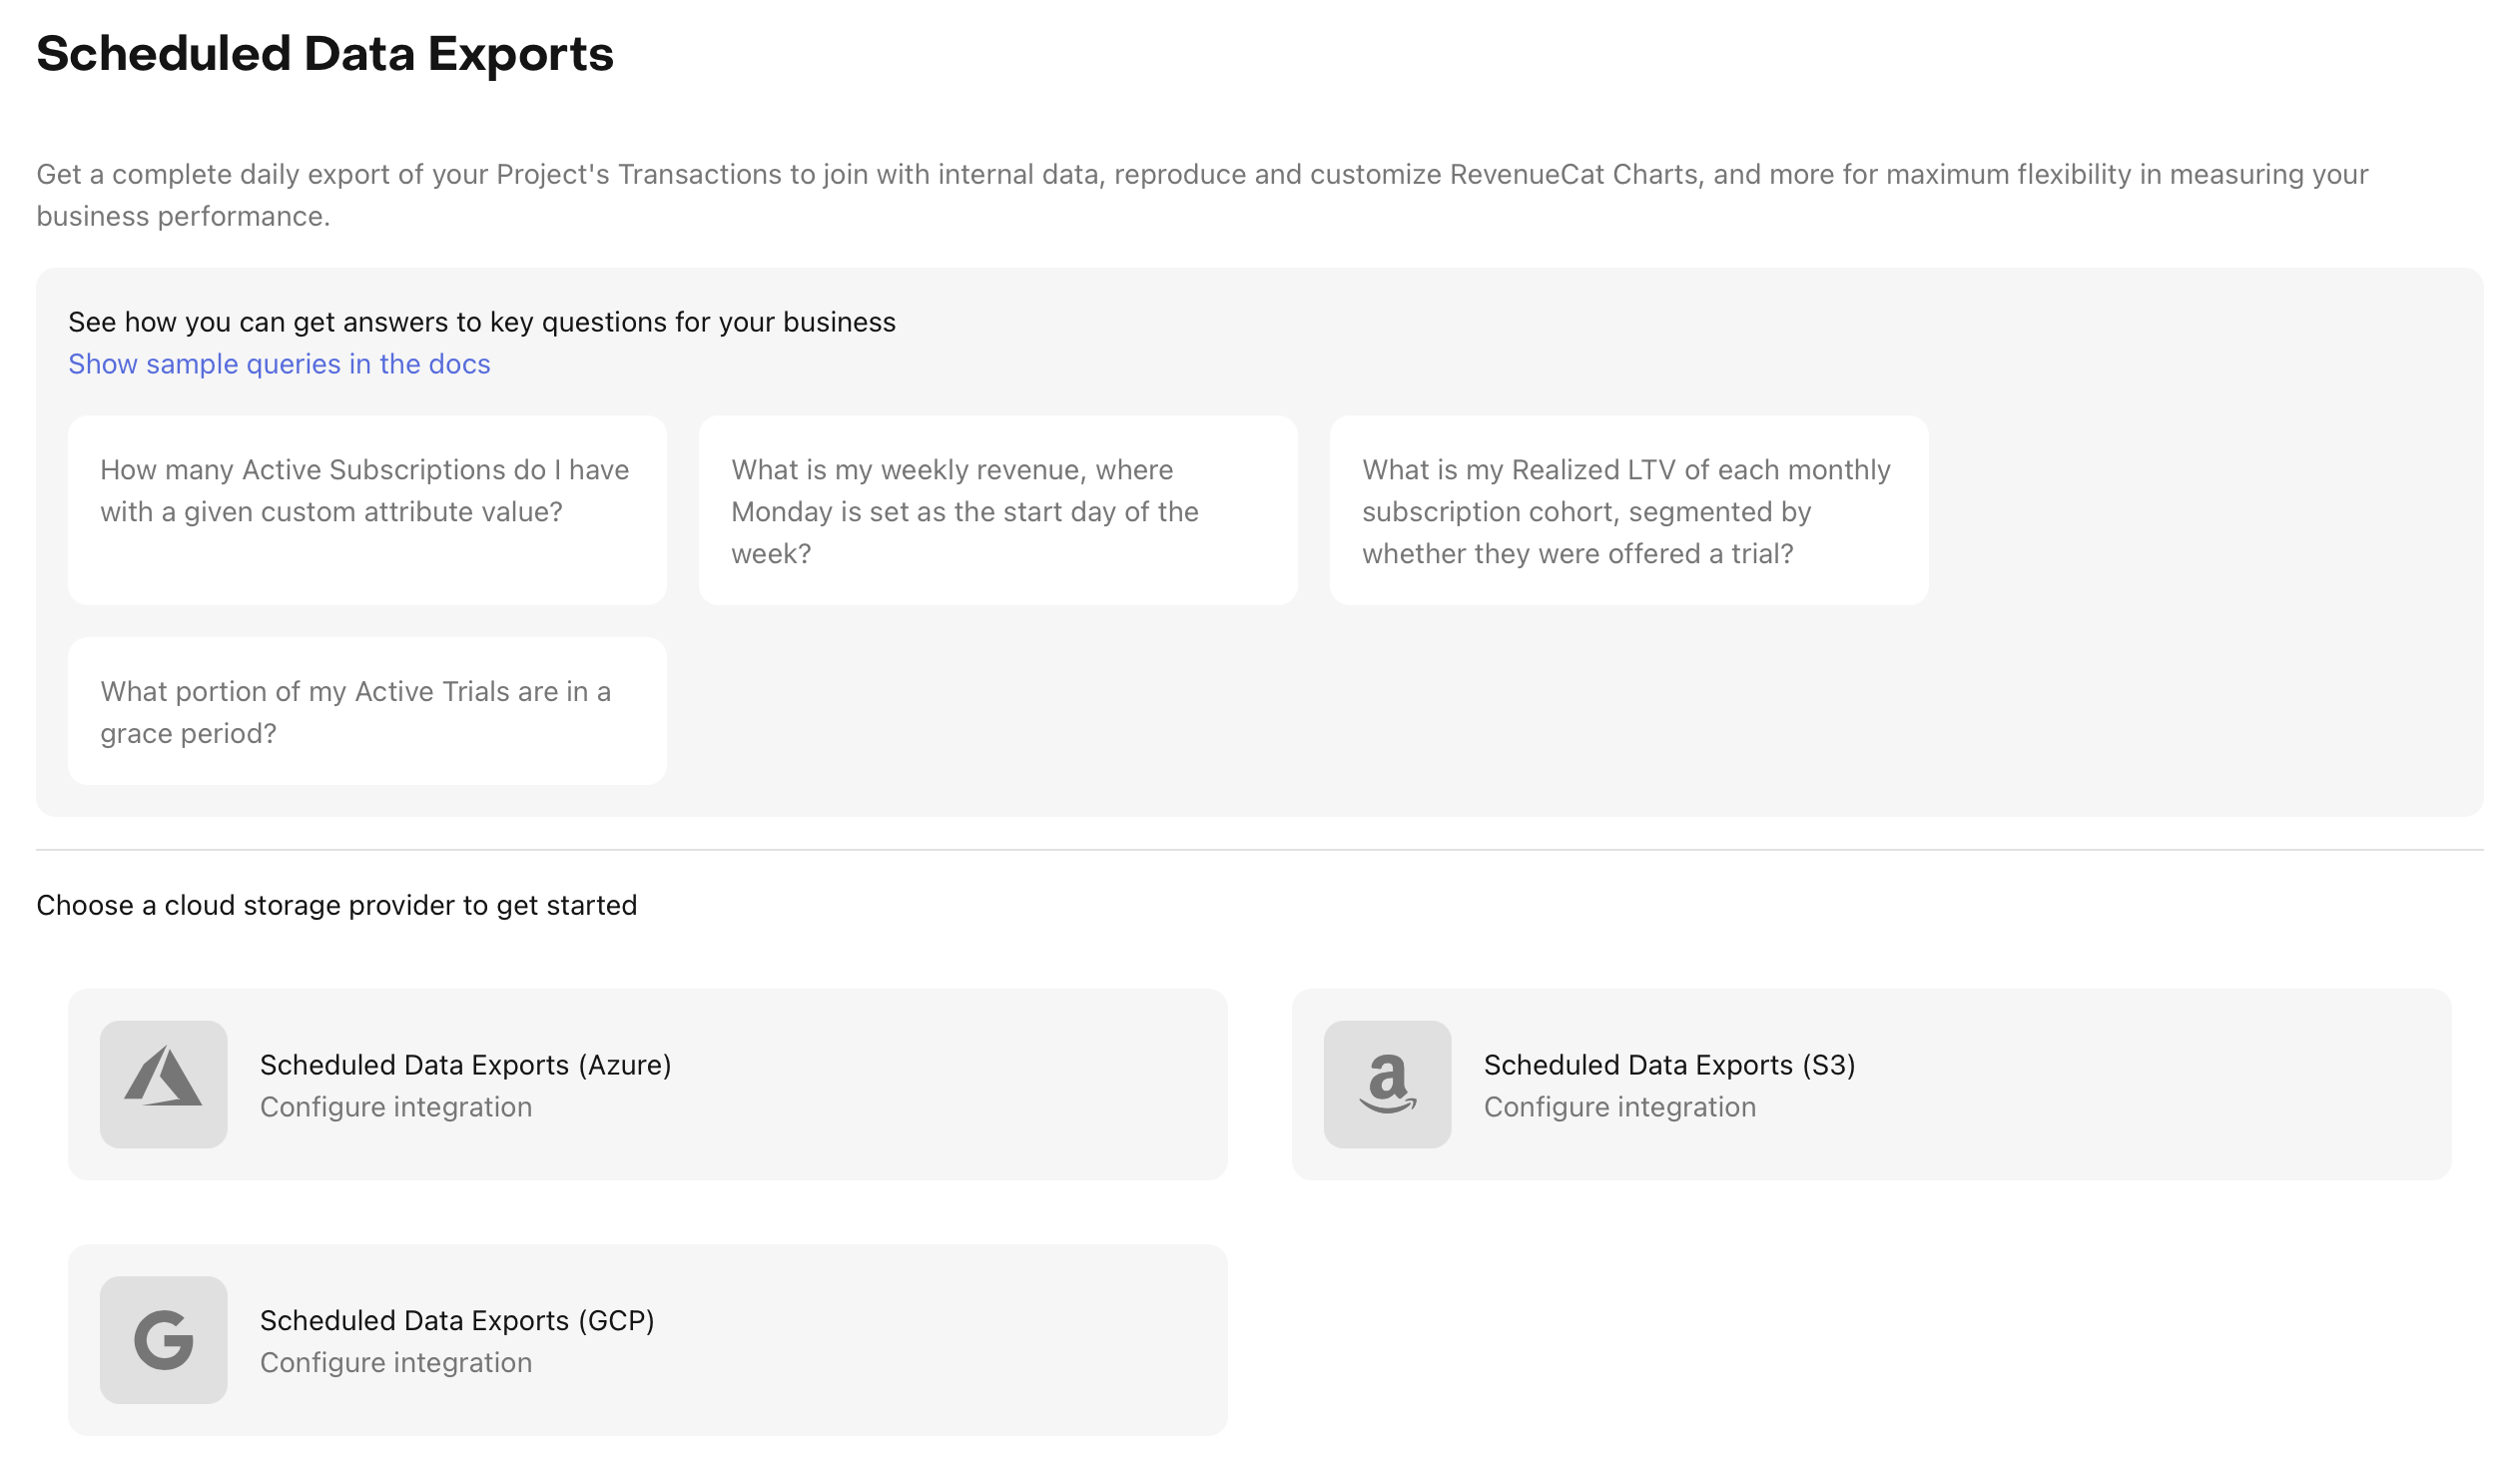 Scheduled Data Exports
Get a complete daily export of your Project's Transactions to join with internal data, reproduce and customize RevenueCat Charts, and more for maximum flexibility in measuring your
business performance.
See how you can get answers to key questions for your business
Show sample queries in the docs
How many Active Subscriptions do I have
with a given custom attribute value?
What is my weekly revenue, where
Monday is set as the start day of the
week?
What is my Realized LTV of each monthly
subscription cohort, segmented by
whether they were offered a trial?
What portion of my Active Trials are in a
grace period?
Choose a cloud storage provider to get started
Scheduled Data Exports (Azure)
Configure integration
Scheduled Data Exports (S3)
Configure integration
Scheduled Data Exports (GCP)
Configure integration